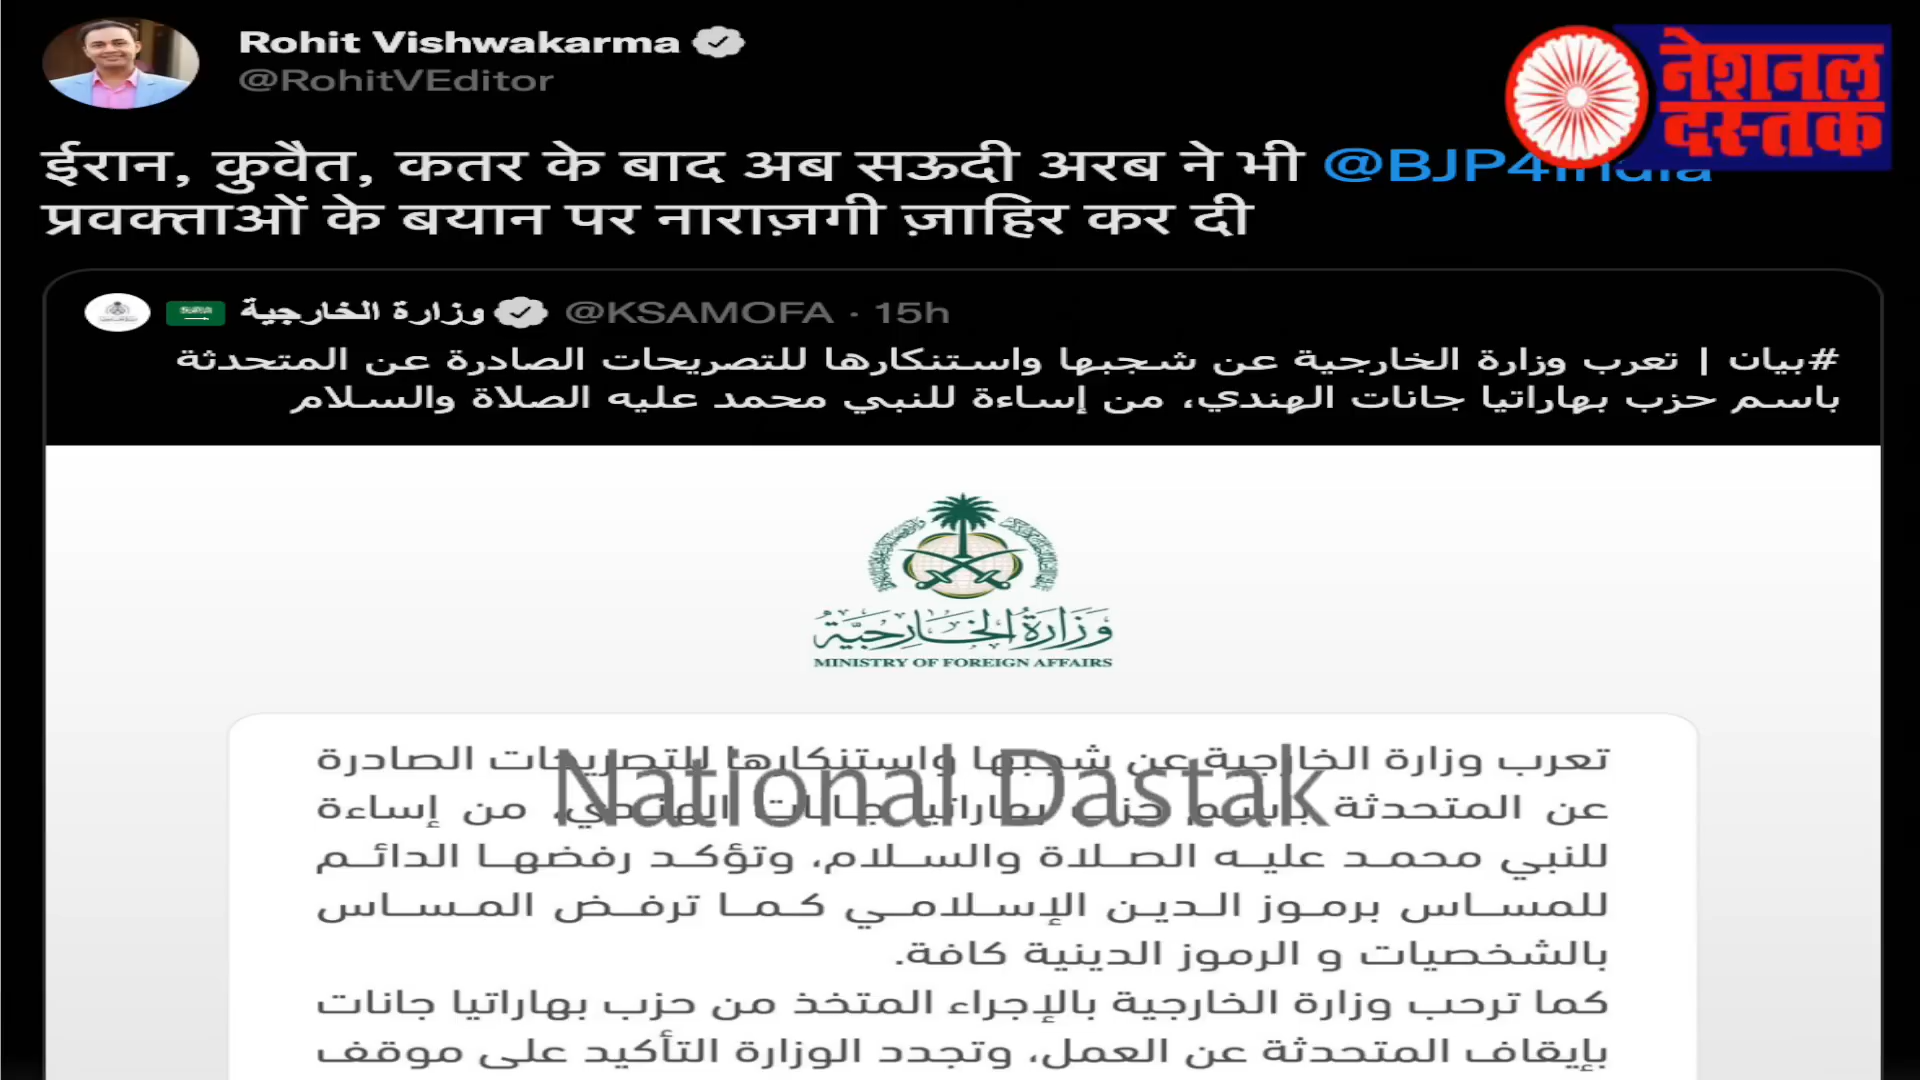 Rohit Vishwakarma
@RohitVEditor
नेशनल
दस्तक
ईरान, कुवैत, कतर के बाद अब सऊदी अरब ने भी @BJP4India
प्रवक्ताओं के बयान पर नाराज़गी ज़ाहिर कर दी
وزارة الخارجية @KSAMOFA · 15h
#بيان | تعرب وزارة الخارجية عن شجبها واستنكارها للتصريحات الصادرة عن المتحدثة
باسم حزب بهاراتيا جانات الهندي، من إساءة للنبي محمد عليه الصلاة والسلام
وزارة الخارجية
MINISTRY OF FOREIGN AFFAIRS
تعرب وزارة الخارجية عن شجبها واستنكارها للتصريحات الصادرة
عن المتحدثة باسم حزب بهاراتيا جانات الهندي، من إساءة
National Dastak
للنبي محمد عليه الصلاة والسلام، وتؤكد رفضها الدائم
للمساس برموز الدين الإسلامي كما ترفض المساس
بالشخصيات و الرموز الدينية كافة.
كما ترحب وزارة الخارجية بالإجراء المتخذ من حزب بهاراتيا جانات
بإيقاف المتحدثة عن العمل، وتجدد الوزارة التأكيد على موقف